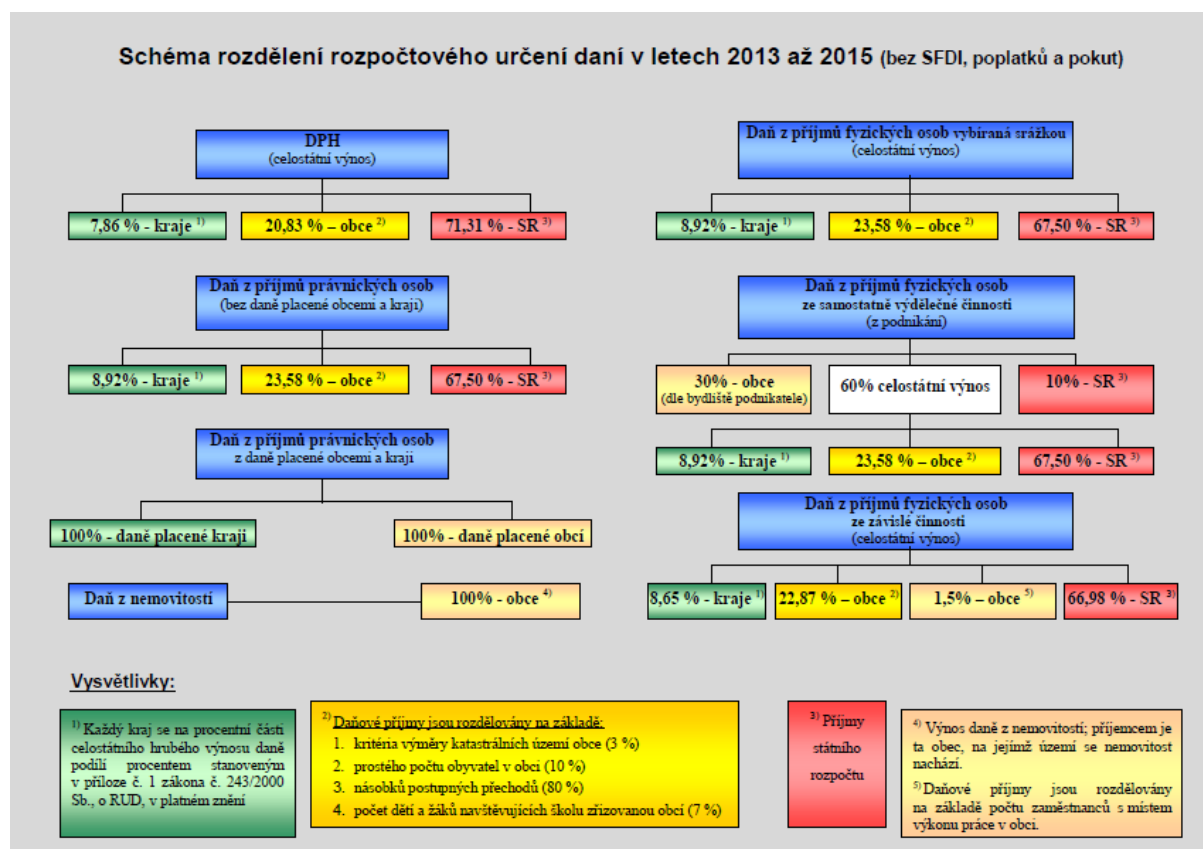 Schéma rozdělení rozpočtového určení daní v letech 2013 až 2015 (bez SFDI, poplatků a pokut)
DPH
(celostátní výnos)
7,86 % - kraje 1)
20,83 % – obce 2)
71,31 % - SR 3)
Daň z příjmů právnických osob
(bez daně placené obcemi a kraji)
8,92% - kraje 1)
23,58 % – obce 2)
67,50 % - SR 3)
Daň z příjmů právnických osob
z daně placené obcemi a kraji
100% - daně placené kraji
100% - daně placené obcí
Daň z nemovitostí
100% - obce 4)
Daň z příjmů fyzických osob vybíraná srážkou
(celostátní výnos)
8,92% - kraje 1)
23,58 % – obce 2)
67,50 % - SR 3)
Daň z příjmů fyzických osob
ze samostatně výdělečné činnosti
(z podnikání)
30% - obce
(dle bydliště podnikatele)
60% celostátní výnos
10% - SR 3)
8,92% - kraje 1)
23,58 % – obce 2)
67,50 % - SR 3)
Daň z příjmů fyzických osob
ze závislé činnosti
(celostátní výnos)
8,65 % - kraje 1)
22,87 % – obce 2)
1,5% – obce 5)
66,98 % - SR 3)
Vysvětlivky:
1) Každý kraj se na procentní části
celostátního hrubého výnosu daně
podílí procentem stanoveným
v příloze č. 1 zákona č. 243/2000
Sb., o RUD, v platném znění
2) Daňové příjmy jsou rozdělovány na základě:
1. kritéria výměry katastrálních území obce (3 %)
2. prostého počtu obyvatel v obci (10 %)
3. násobků postupných přechodů (80 %)
4. počet dětí a žáků navštěvujících školu zřizovanou obcí (7 %)
3) Příjmy
státního
rozpočtu
4) Výnos daně z nemovitostí; příjemcem je
ta obec, na jejímž území se nemovitost
nachází.
5) Daňové příjmy jsou rozdělovány
na základě počtu zaměstnanců s místem
výkonu práce v obci.